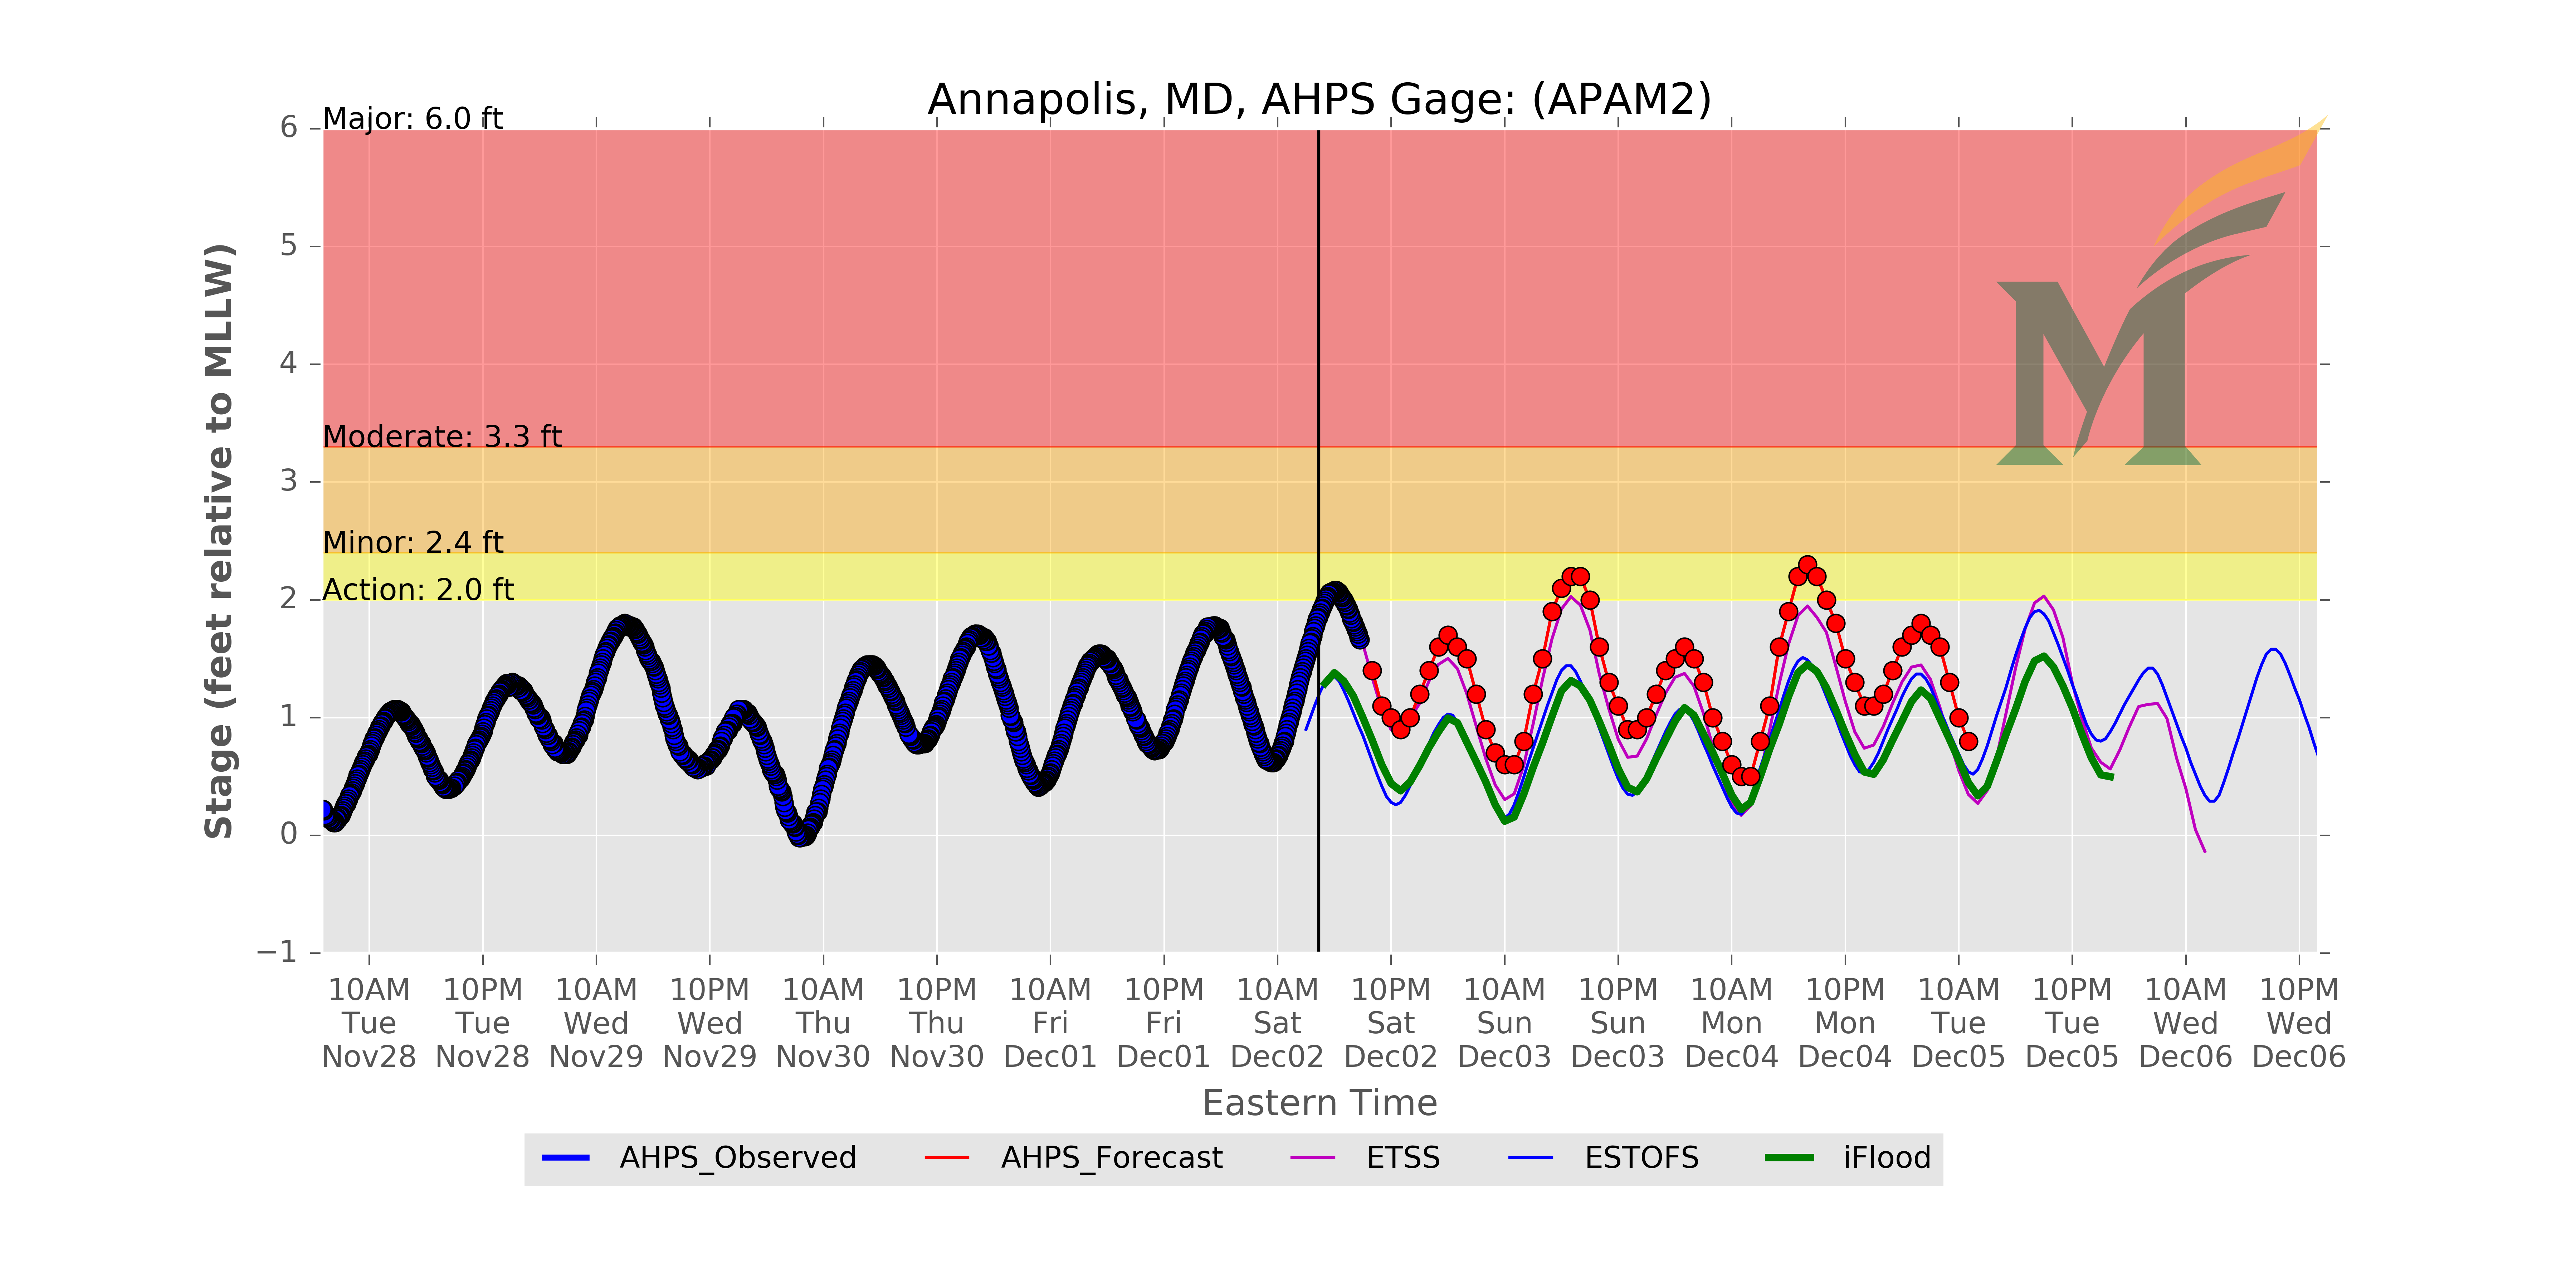 Annapolis, MD, AHPS Gage: (APAM2)
Major: 6.0 ft
Moderate: 3.3 ft
Minor: 2.4 ft
Action: 2.0 ft
Stage (feet relative to MLLW)
6
5
4
3
2
1
0
−1
10AM 10PM 10AM 10PM 10AM 10PM 10AM 10PM 10AM 10PM 10AM 10PM 10AM 10PM 10AM 10PM 10AM 10PM
Tue Tue Wed Wed Thu Thu Fri Fri Sat Sat Sun Sun Mon Mon Tue Tue Wed Wed
Nov28 Nov28 Nov29 Nov29 Nov30 Nov30 Dec01 Dec01 Dec02 Dec02 Dec03 Dec03 Dec04 Dec04 Dec05 Dec05 Dec06 Dec06
Eastern Time
AHPS_Observed AHPS_Forecast ETSS ESTOFS iFlood
M